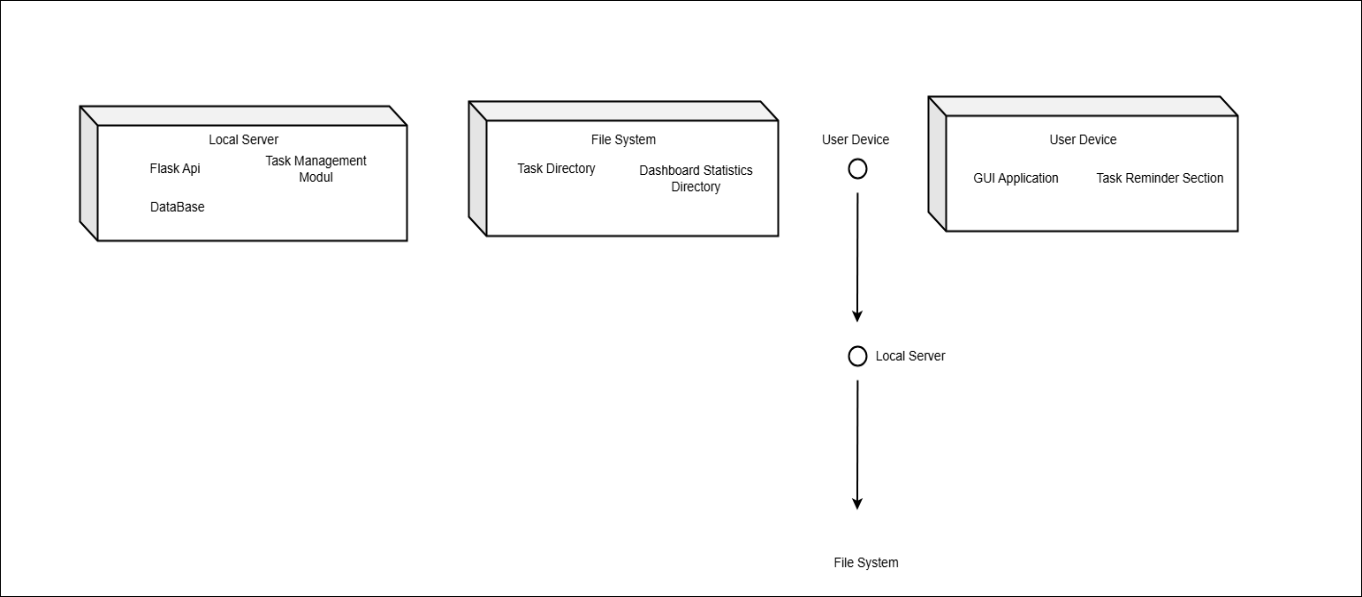 Local Server
Flask Api
Task Management
Modul
DataBase
File System
Task Directory
Dashboard Statistics
Directory
User Device
User Device
GUI Application
Task Reminder Section
Local Server
File System